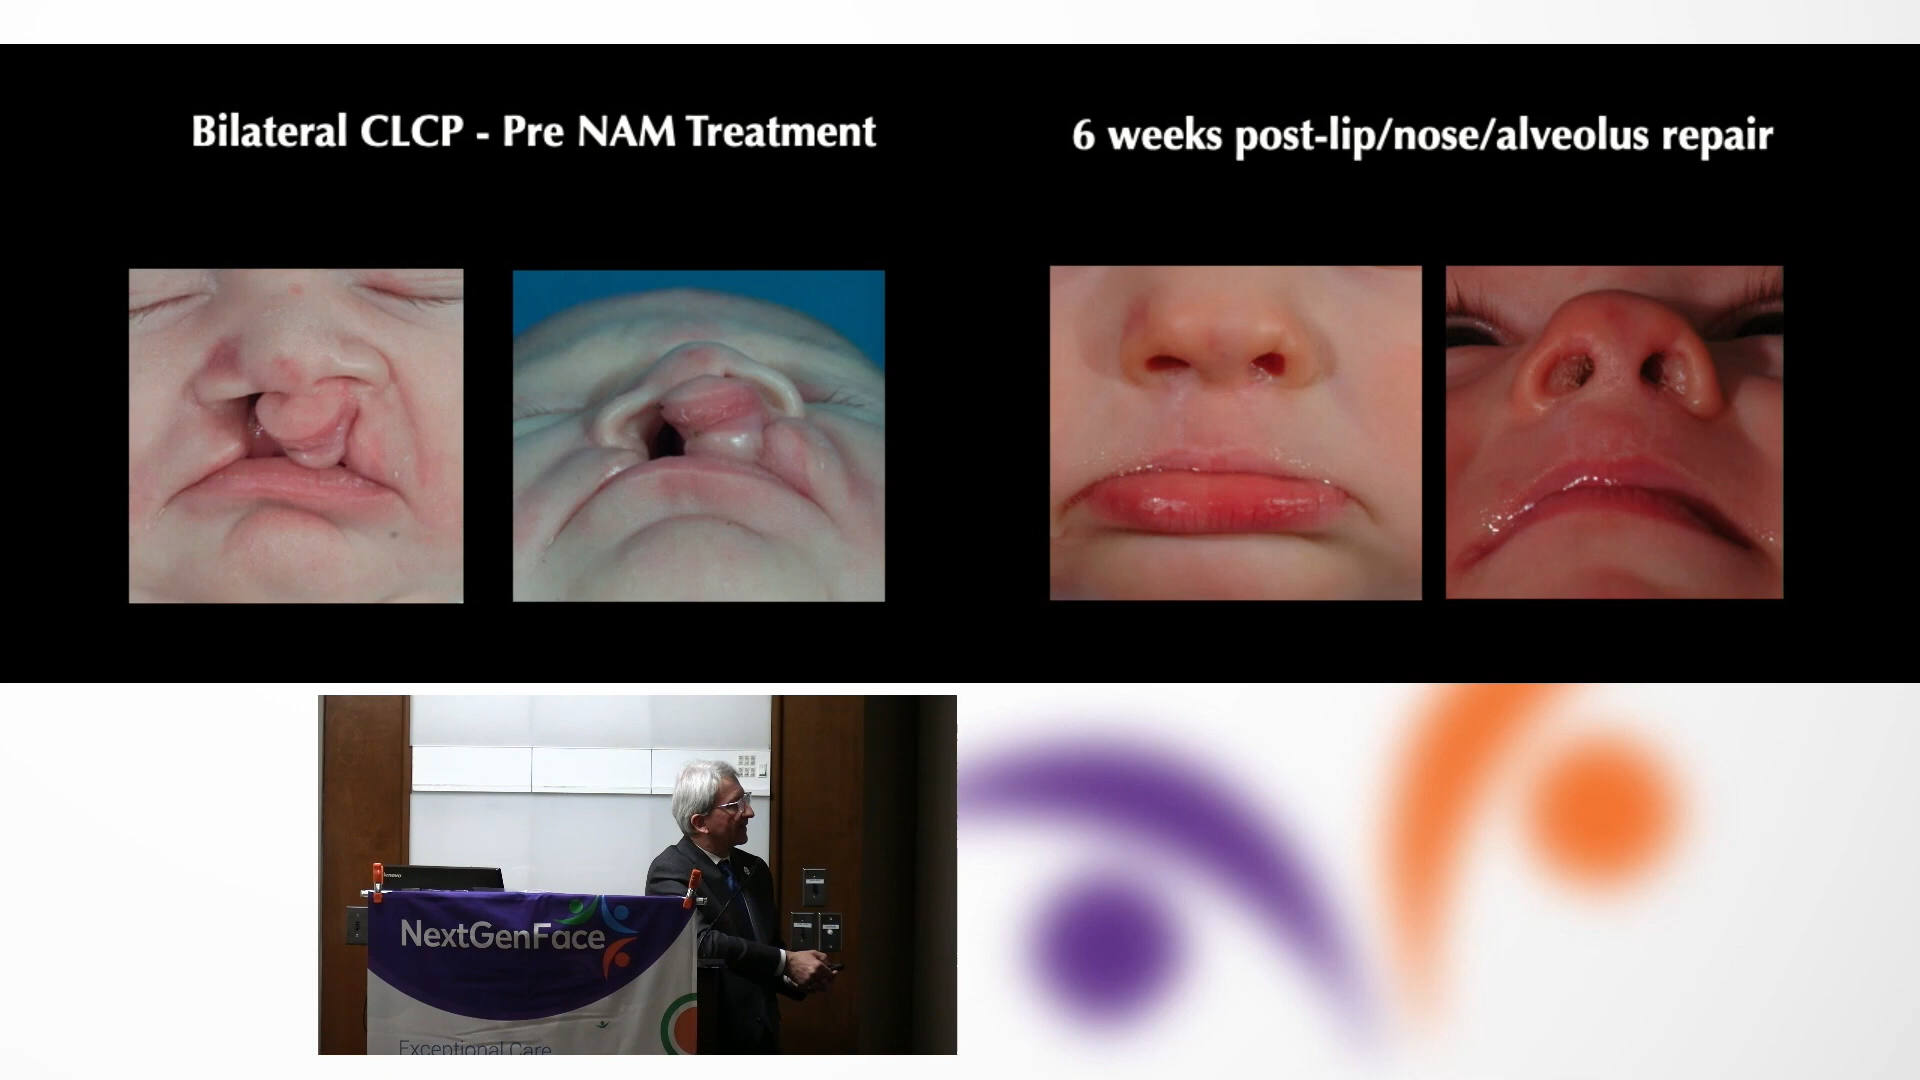 Bilateral CLCP - Pre NAM Treatment
6 weeks post-lip/nose/alveolus repair
NextGenFace
Exceptional Care